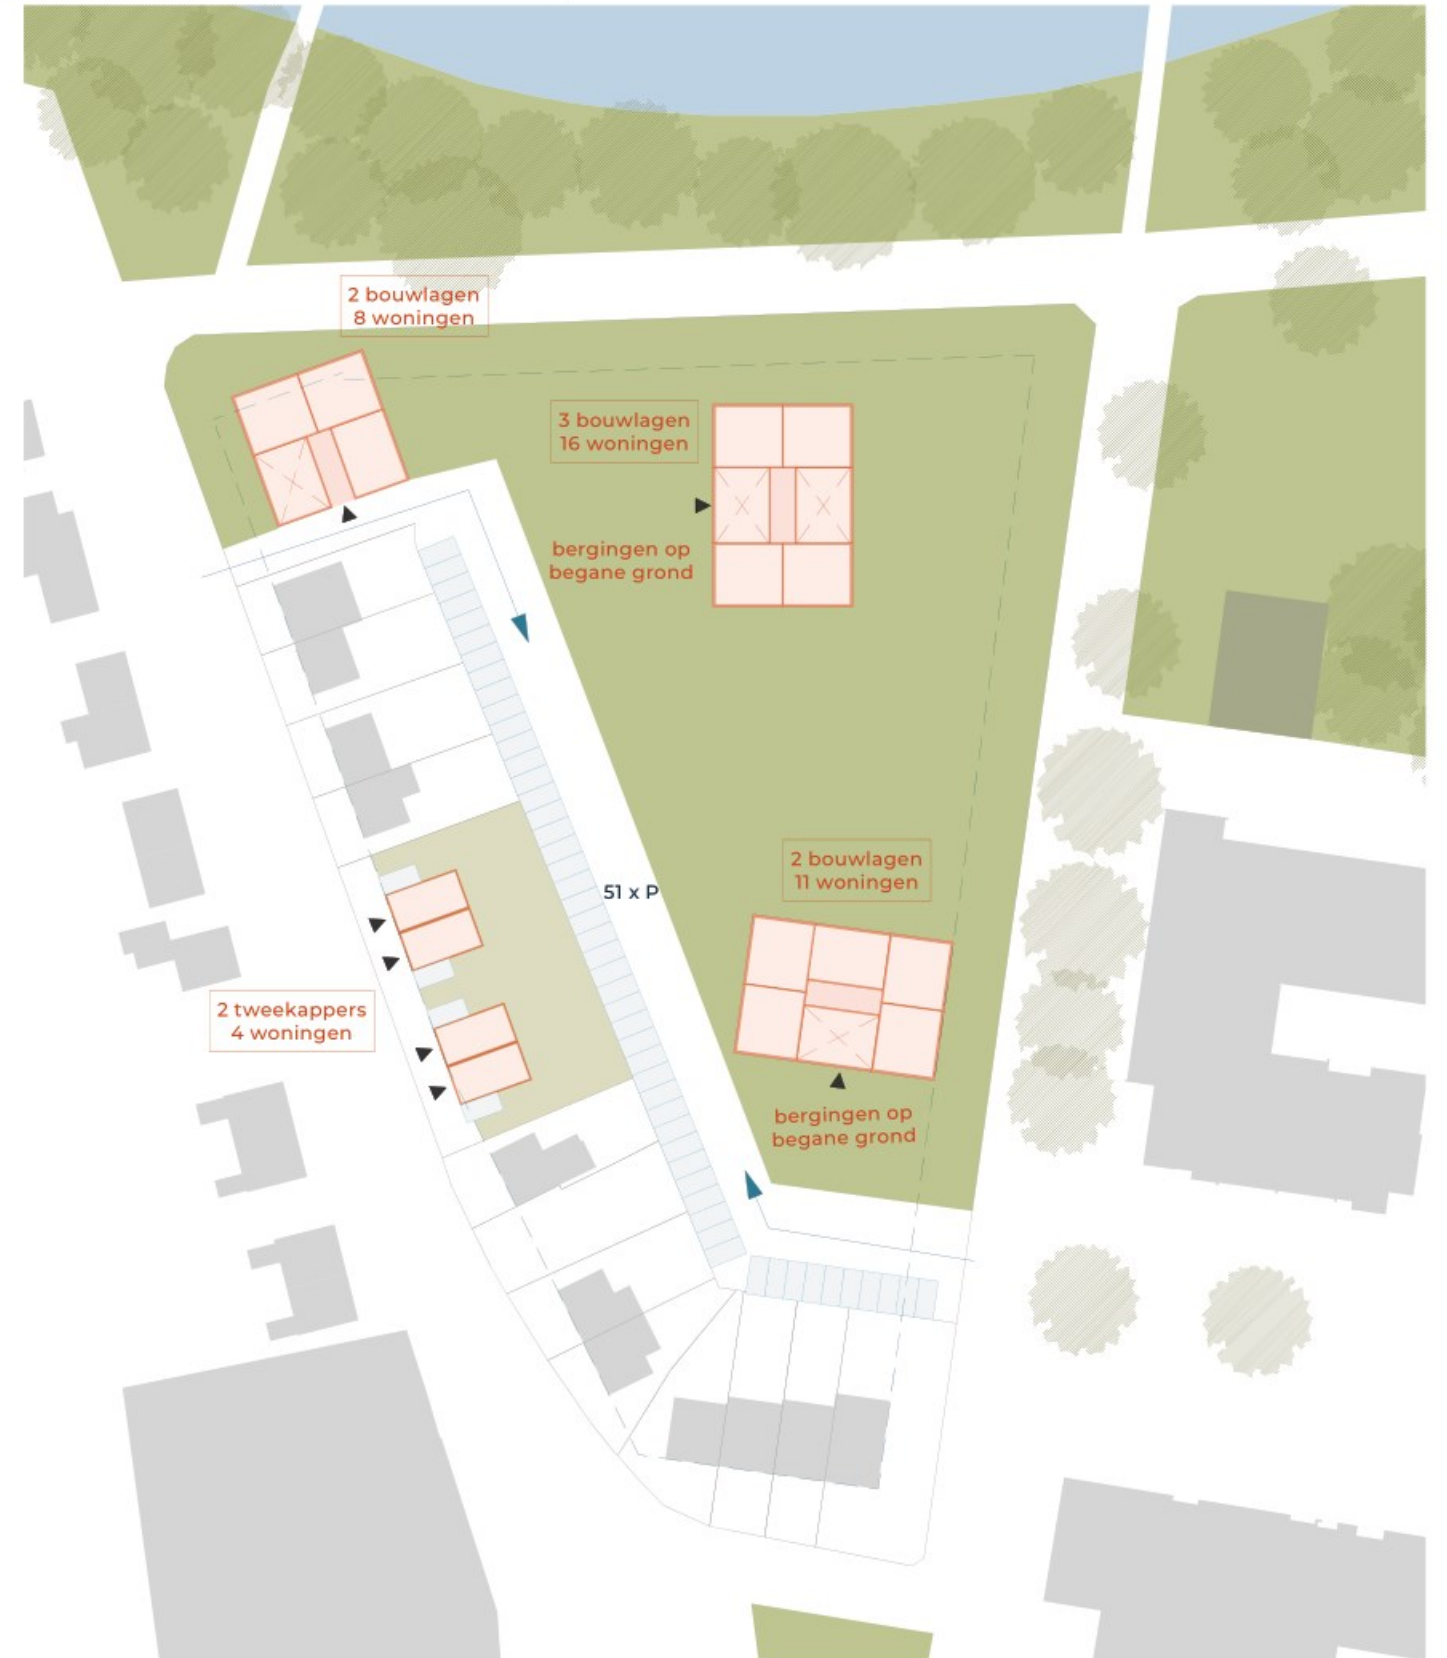 2 bouwlagen
8 woningen
3 bouwlagen
16 woningen
bergingen op
begane grond
2 bouwlagen
11 woningen
51 x P
2 tweekappers
4 woningen
bergingen op
begane grond